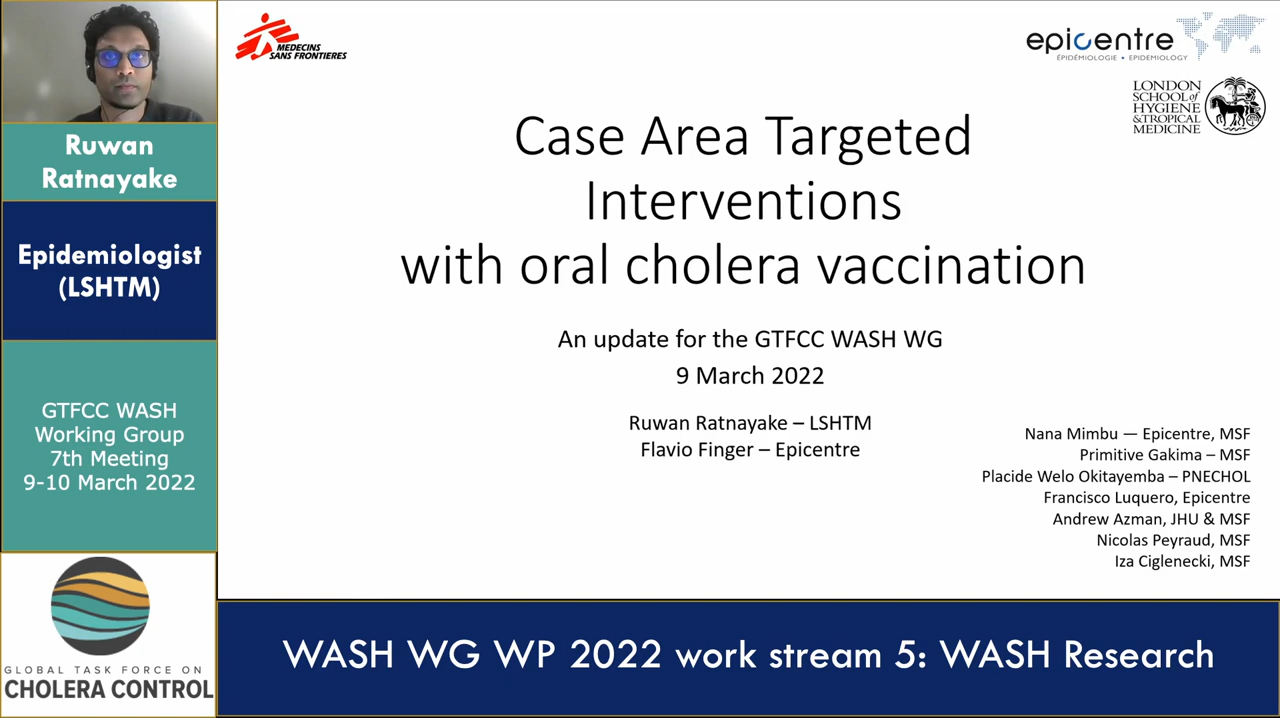 Ruwan
Ratnayake
Epidemiologist
(LSHTM)
GTFCC WASH
Working Group
7th Meeting
9-10 March 2022
GLOBAL TASK FORCE ON
CHOLERA CONTROL
MEDECINS
SANS FRONTIERES
epicentre
ÉPIDÉMIOLOGIE • EPIDEMIOLOGY
LONDON
SCHOOL of
HYGIENE
& TROPICAL
MEDICINE
Case Area Targeted
Interventions
with oral cholera vaccination
An update for the GTFCC WASH WG
9 March 2022
Ruwan Ratnayake – LSHTM
Flavio Finger – Epicentre
Nana Mimbu — Epicentre, MSF
Primitive Gakima – MSF
Placide Welo Okitayemba – PNECHOL
Francisco Luquero, Epicentre
Andrew Azman, JHU & MSF
Nicolas Peyraud, MSF
Iza Ciglenecki, MSF
WASH WG WP 2022 work stream 5: WASH Research